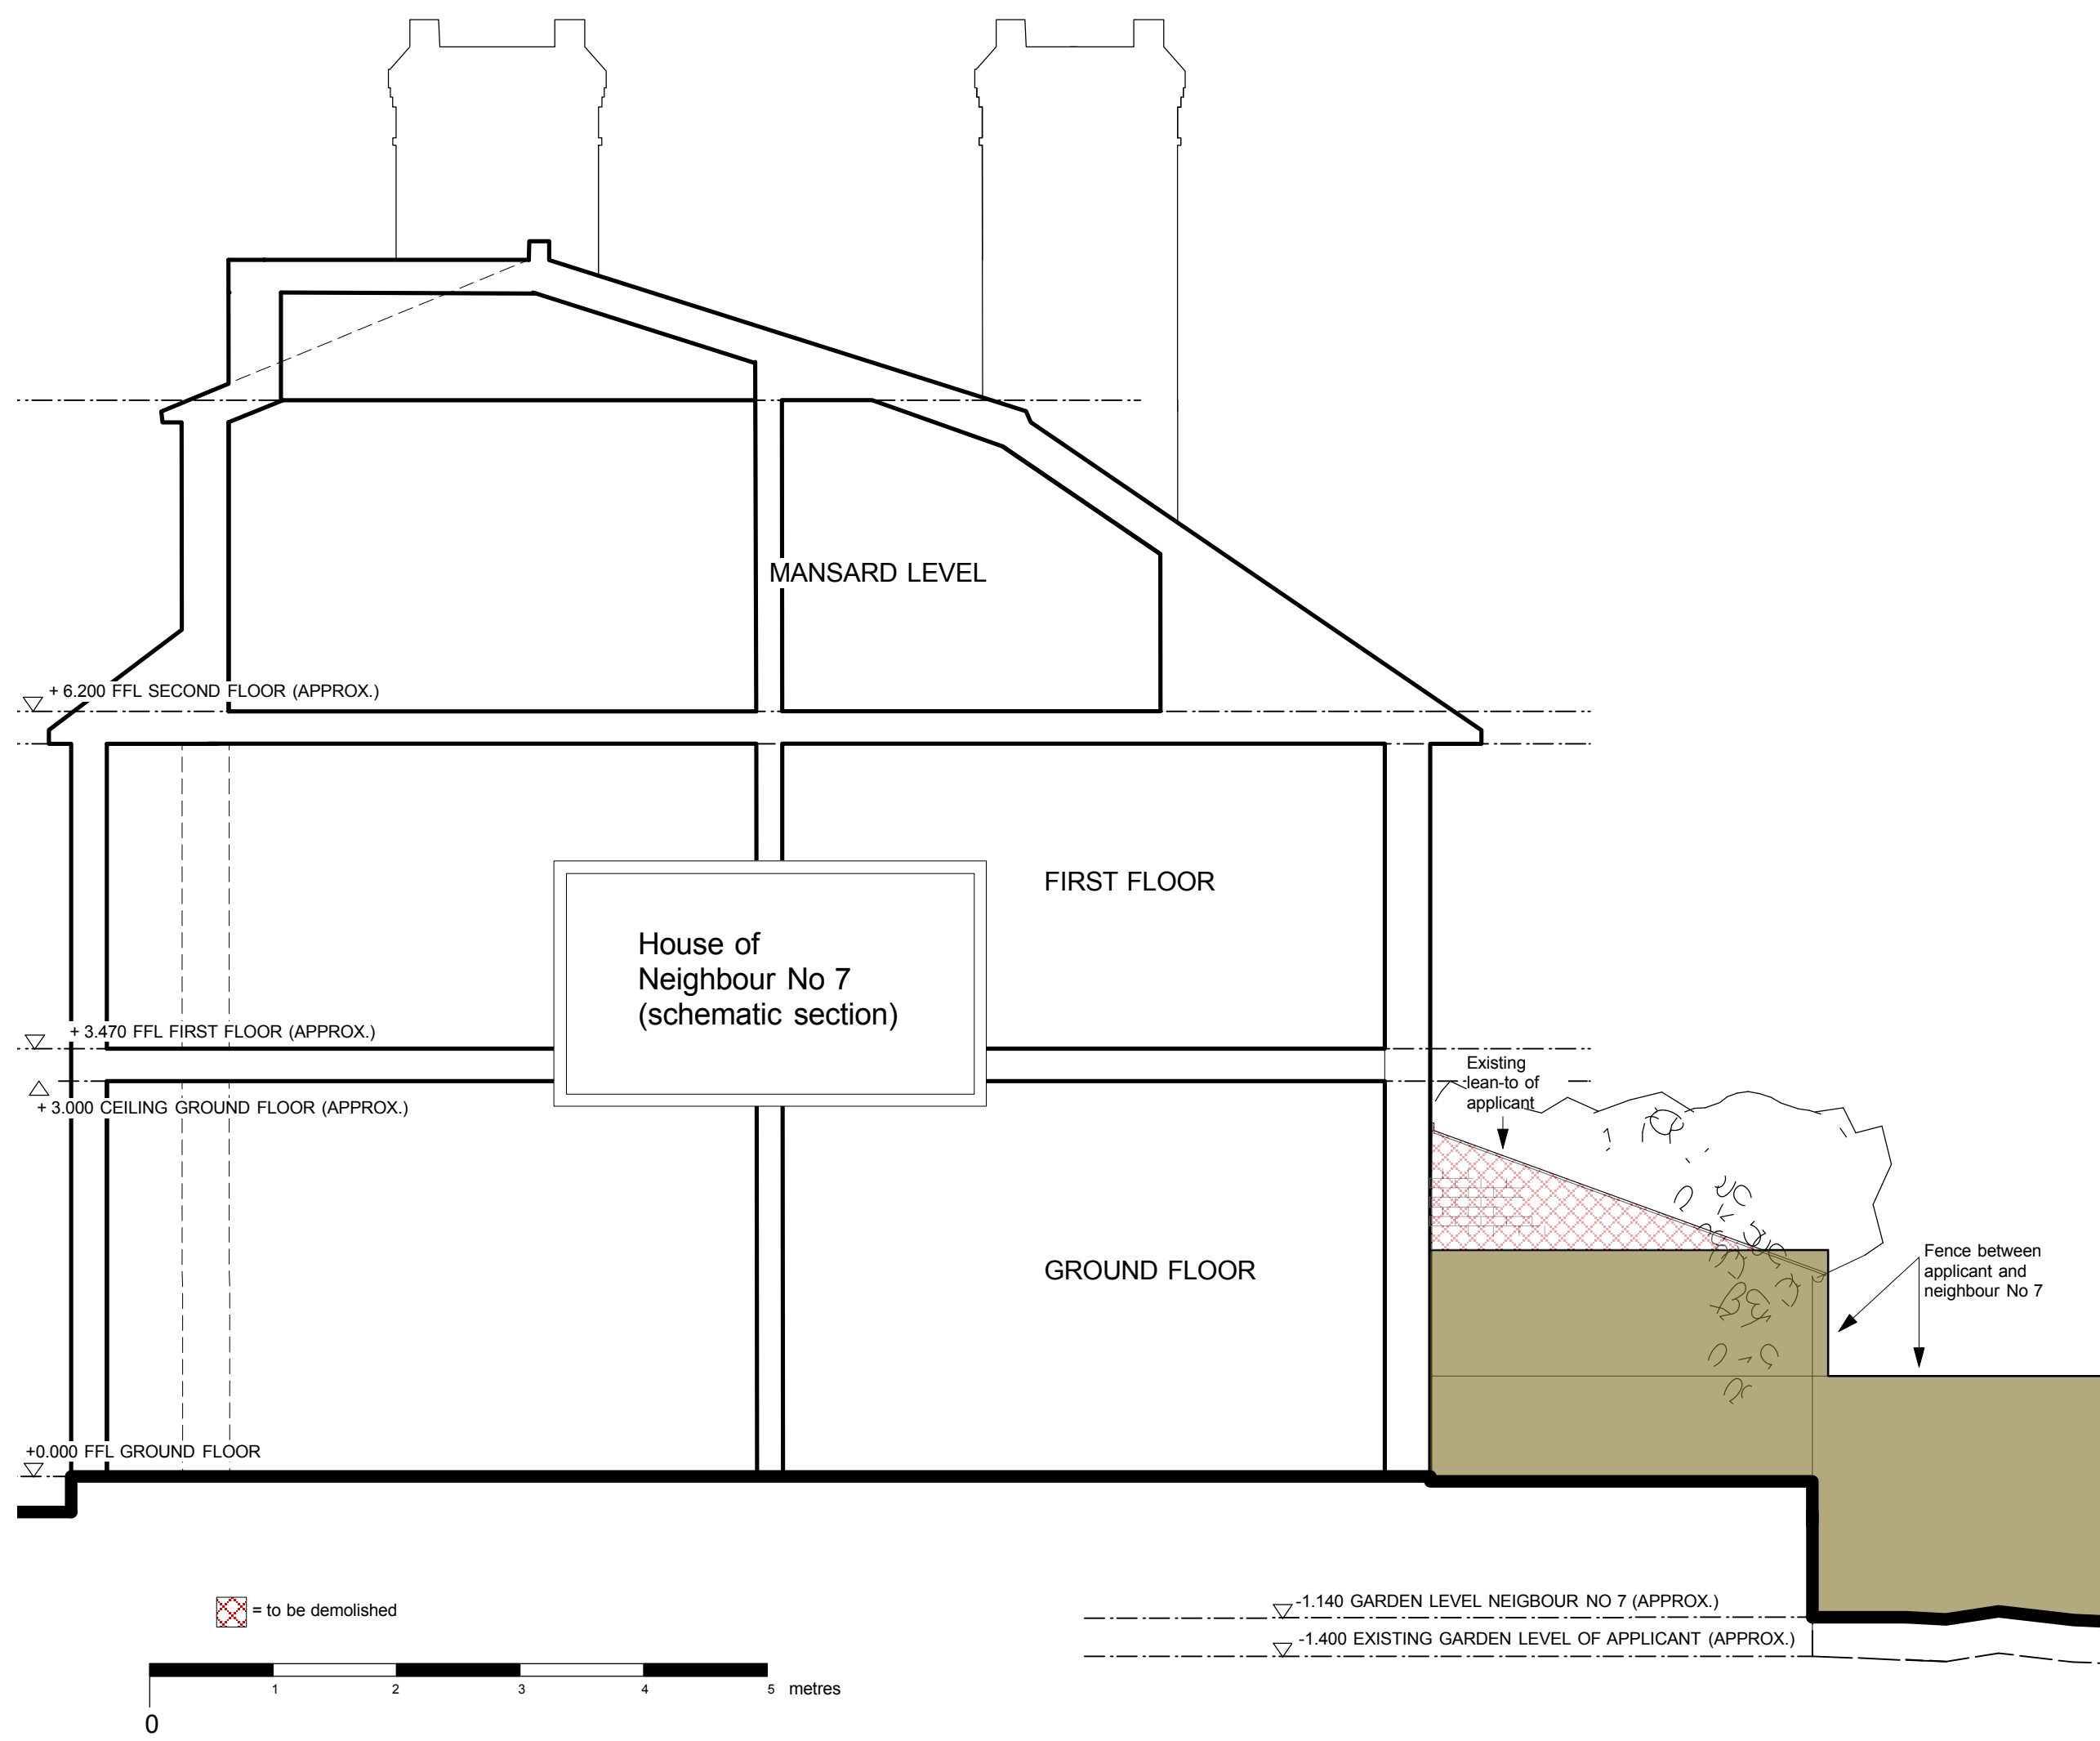 MANSARD LEVEL
+ 6.200 FFL SECOND FLOOR (APPROX.)
FIRST FLOOR
House of
Neighbour No 7
(schematic section)
+ 3.470 FFL FIRST FLOOR (APPROX.)
+ 3.000 CEILING GROUND FLOOR (APPROX.)
Existing
lean-to of
applicant
GROUND FLOOR
Fence between
applicant and
neighbour No 7
+0.000 FFL GROUND FLOOR
-1.140 GARDEN LEVEL NEIGBOUR NO 7 (APPROX.)
-1.400 EXISTING GARDEN LEVEL OF APPLICANT (APPROX.)
= to be demolished
1 2 3 4 5 metres
0